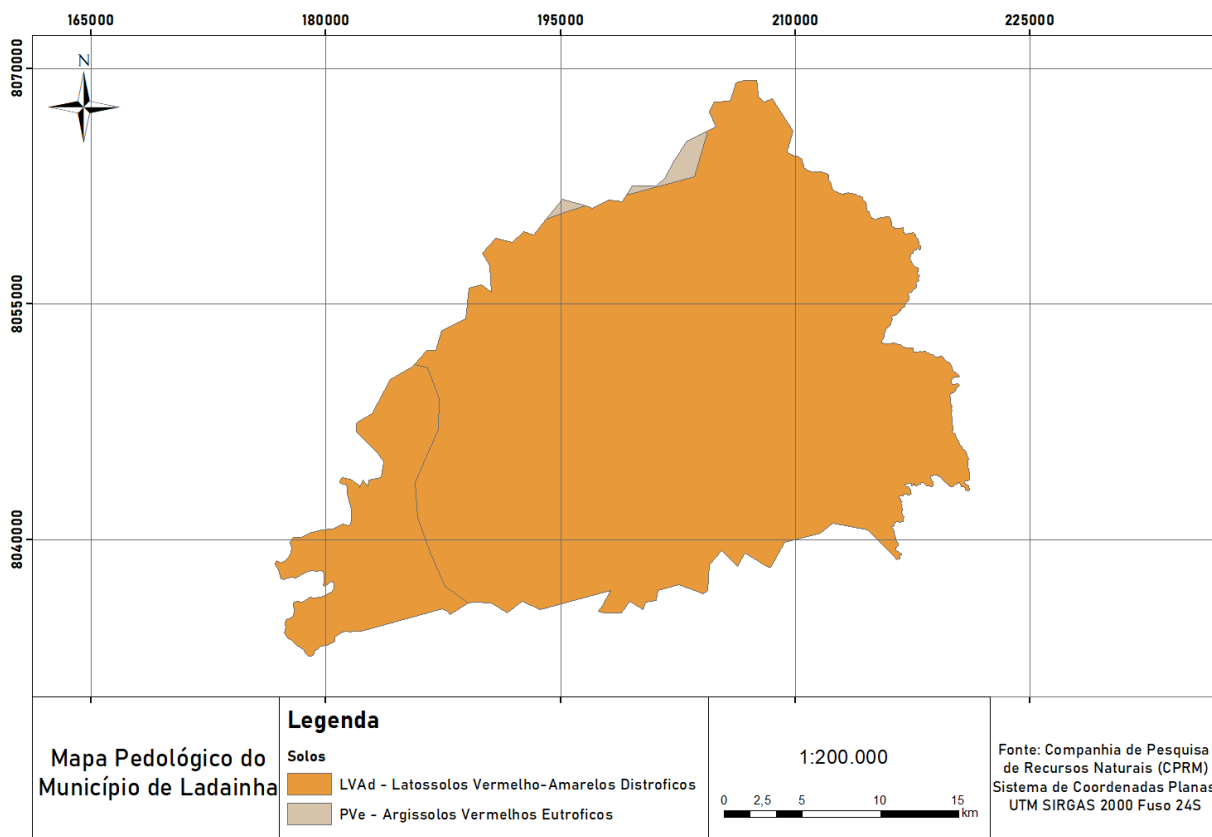 165000
180000
195000
210000
225000
8070000
8055000
8040000
N
Mapa Pedológico do
Município de Ladainha
Legenda
Solos
LVAd - Latossolos Vermelho-Amarelos Distroficos
PVe - Argissolos Vermelhos Eutroficos
1:200.000
0 2,5 5 10 15
km
Fonte: Companhia de Pesquisa
de Recursos Naturais (CPRM)
Sistema de Coordenadas Planas
UTM SIRGAS 2000 Fuso 24S